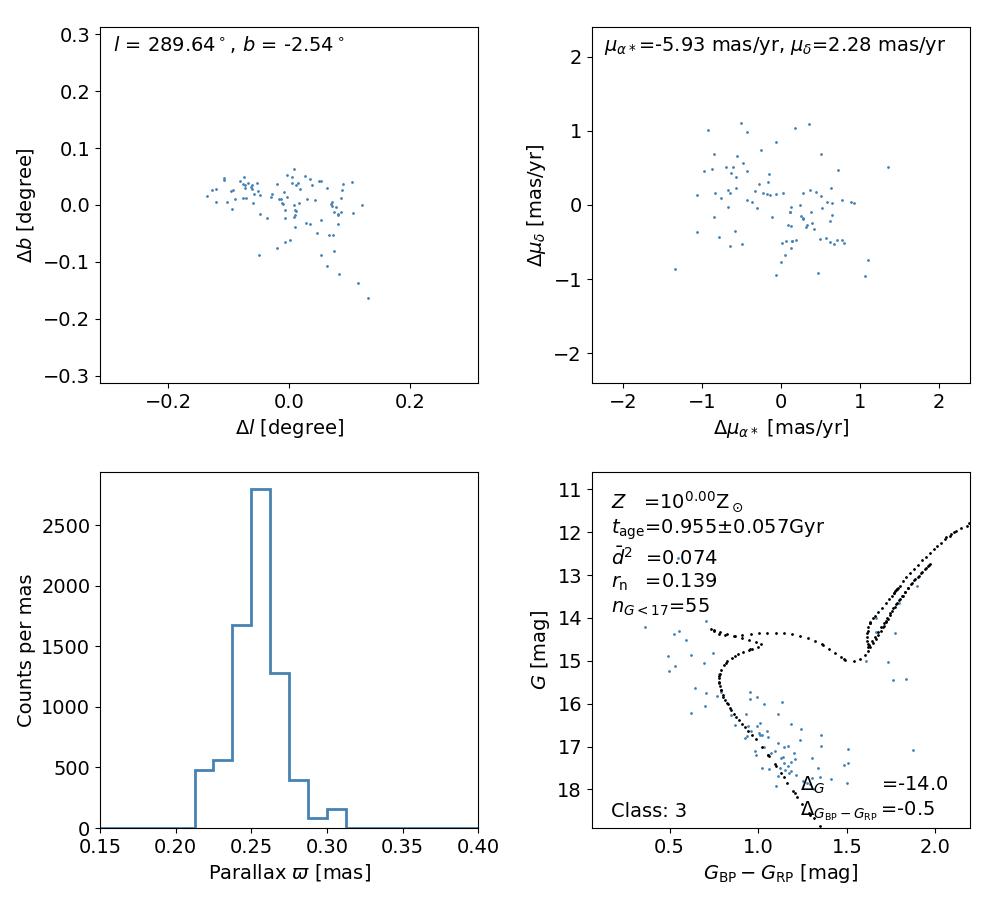 l = 289.64°, b = -2.54°
0.3
0.2
0.1
0.0
−0.1
−0.2
−0.3
Δb [degree]
−0.2 0.0 0.2
Δl [degree]
μα*=-5.93 mas/yr, μδ=2.28 mas/yr
2
1
0
−1
−2
Δμδ [mas/yr]
−2 −1 0 1 2
Δμα* [mas/yr]
2500
2000
1500
1000
500
0
Counts per mas
0.15 0.20 0.25 0.30 0.35 0.40
Parallax ϖ [mas]
Z =10^0.00 Z⊙
t_age=0.955±0.057Gyr
d̄² =0.074
r_n =0.139
n_G<17=55
11
12
13
14
15
16
17
18
G [mag]
Δ_G =-14.0
Δ_GBP−GRP =-0.5
Class: 3
0.5 1.0 1.5 2.0
G_BP − G_RP [mag]